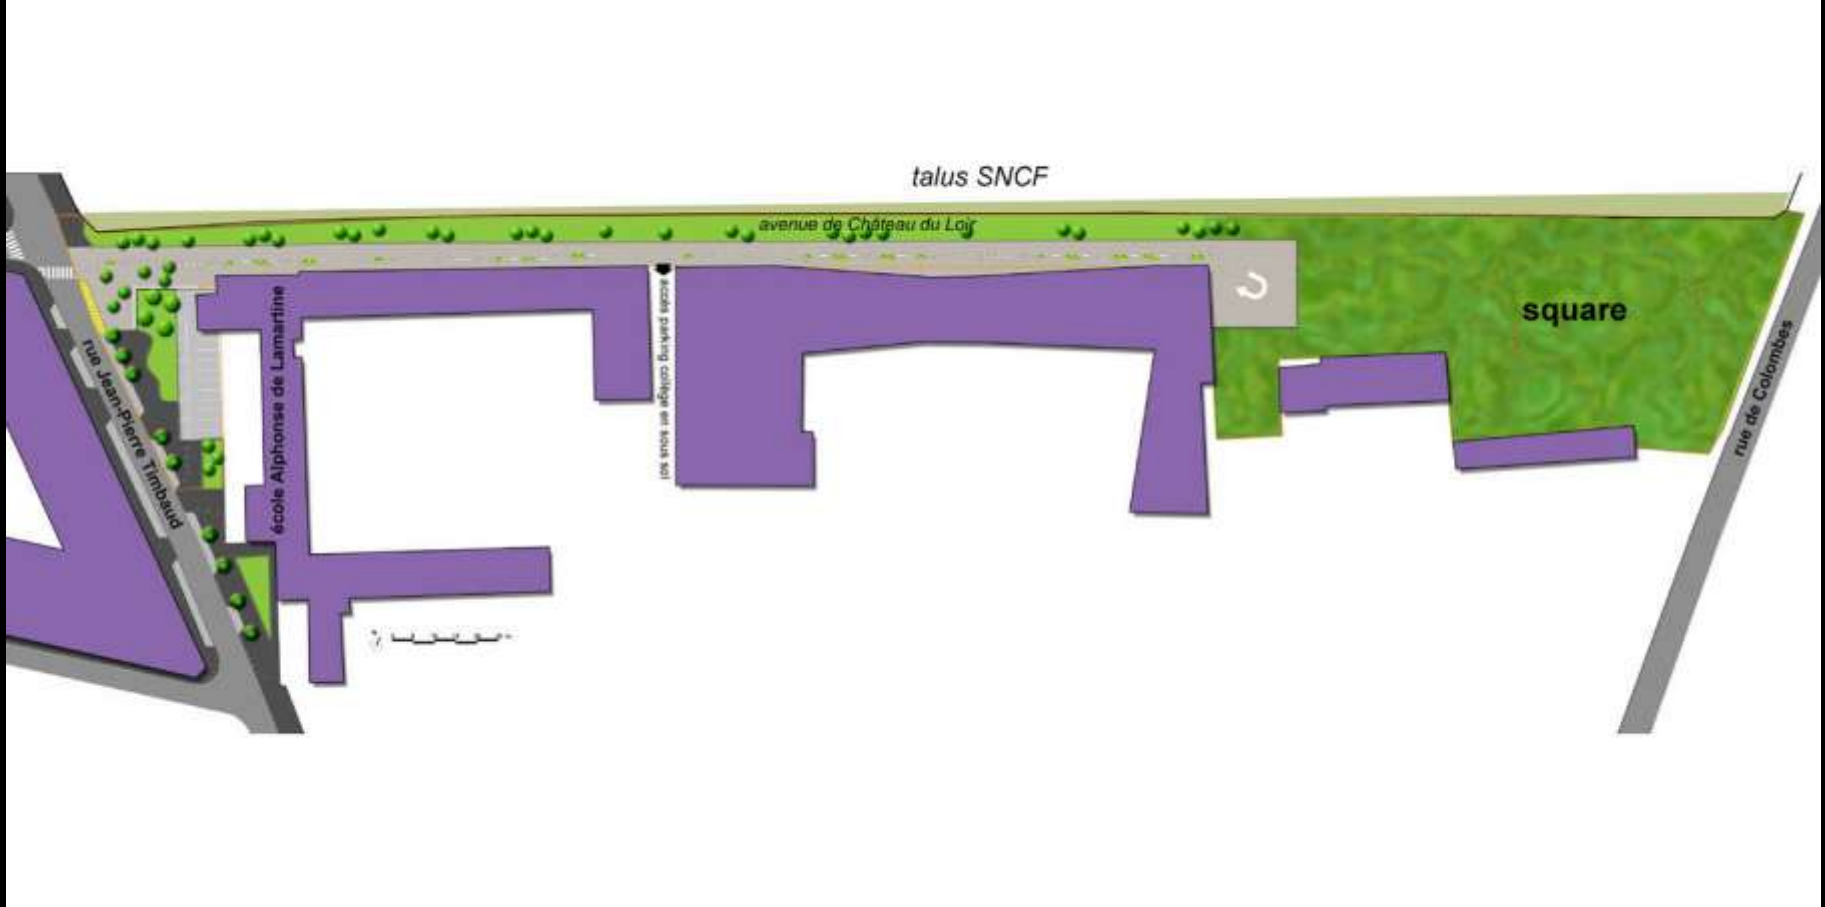 talus SNCF
avenue de Château du Loir
square
école Alphonse de Lamartine
accès parking collège en sous sol
rue Jean-Pierre Timbaud
rue de Colombes